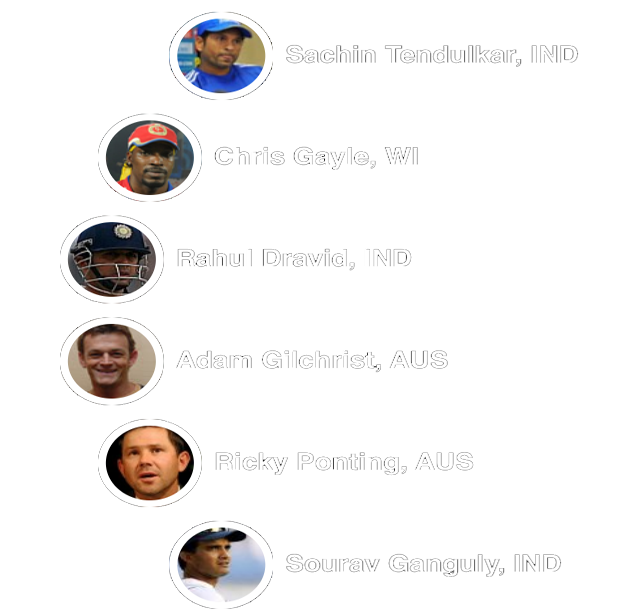 Sachin Tendulkar, IND
Chris Gayle, WI
Rahul Dravid, IND
Adam Gilchrist, AUS
Ricky Ponting, AUS
Sourav Ganguly, IND